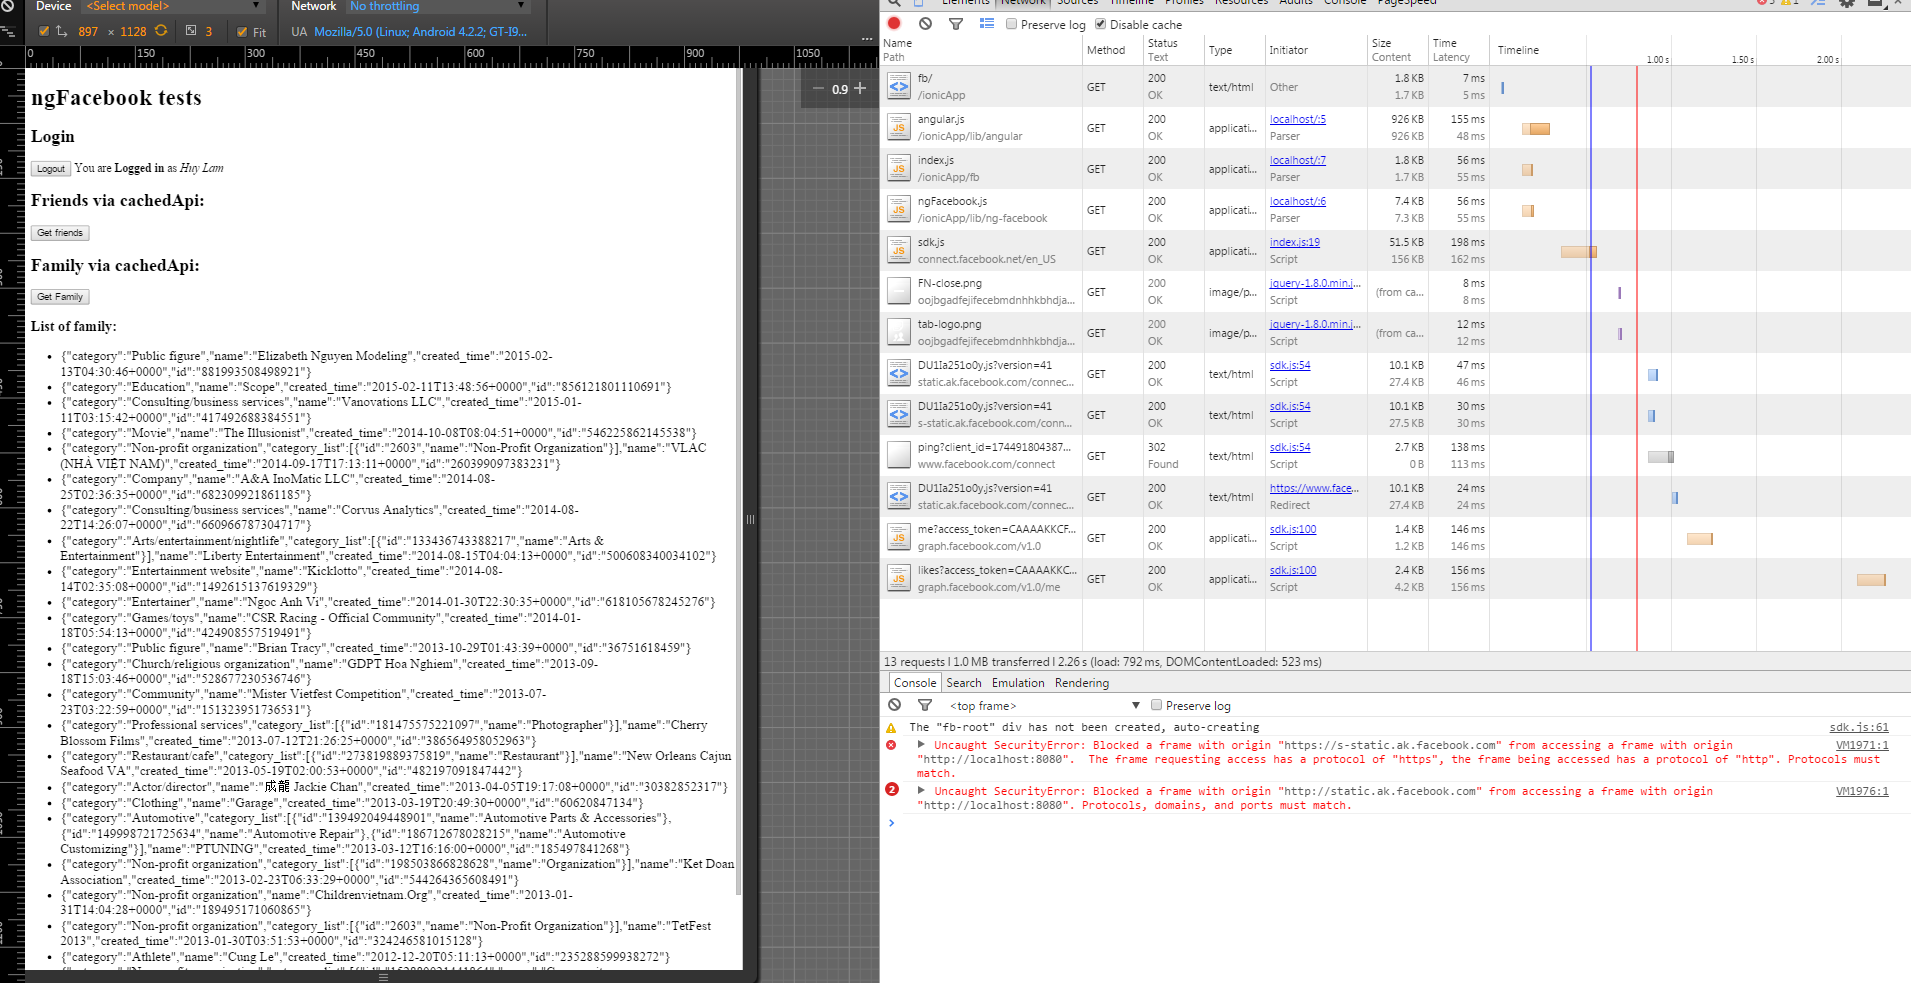 Device <Select model> Network No throttling
897 × 1128 3 Fit UA Mozilla/5.0 (Linux; Android 4.2.2; GT-I9...
0 150 300 450 600 750 900 1050
0.9
ngFacebook tests
Login
Logout You are Logged in as Huy Lam
Friends via cachedApi:
Get friends
Family via cachedApi:
Get Family
List of family:
{"category":"Public figure","name":"Elizabeth Nguyen Modeling","created_time":"2015-02-
13T04:30:46+0000","id":"881993508498921"}
{"category":"Education","name":"Scope","created_time":"2015-02-11T13:48:56+0000","id":"856121801110691"}
{"category":"Consulting/business services","name":"Vanovations LLC","created_time":"2015-01-
11T03:15:42+0000","id":"417492688384551"}
{"category":"Movie","name":"The Illusionist","created_time":"2014-10-08T08:04:51+0000","id":"546225862145538"}
{"category":"Non-profit organization","category_list":[{"id":"2603","name":"Non-Profit Organization"}],"name":"VLAC
(NHÀ VIỆT NAM)","created_time":"2014-09-17T17:13:11+0000","id":"260399097383231"}
{"category":"Company","name":"A&A InoMatic LLC","created_time":"2014-08-
25T02:36:35+0000","id":"682309921861185"}
{"category":"Consulting/business services","name":"Corvus Analytics","created_time":"2014-08-
22T14:26:07+0000","id":"660966787304717"}
{"category":"Arts/entertainment/nightlife","category_list":[{"id":"133436743388217","name":"Arts &
Entertainment"}],"name":"Liberty Entertainment","created_time":"2014-08-15T04:04:13+0000","id":"500608340034102"}
{"category":"Entertainment website","name":"Kicklotto","created_time":"2014-08-
14T02:35:08+0000","id":"1492615137619329"}
{"category":"Entertainer","name":"Ngoc Anh Vi","created_time":"2014-01-30T22:30:35+0000","id":"618105678245276"}
{"category":"Games/toys","name":"CSR Racing - Official Community","created_time":"2014-01-
18T05:54:13+0000","id":"424908557519491"}
{"category":"Public figure","name":"Brian Tracy","created_time":"2013-10-29T01:43:39+0000","id":"36751618459"}
{"category":"Church/religious organization","name":"GDPT Hoa Nghiem","created_time":"2013-09-
18T15:03:46+0000","id":"528677230536746"}
{"category":"Community","name":"Mister Vietfest Competition","created_time":"2013-07-
23T03:22:59+0000","id":"151323951736531"}
{"category":"Professional services","category_list":[{"id":"181475575221097","name":"Photographer"}],"name":"Cherry
Blossom Films","created_time":"2013-07-12T21:26:25+0000","id":"386564958052963"}
{"category":"Restaurant/cafe","category_list":[{"id":"273819889375819","name":"Restaurant"}],"name":"New Orleans Cajun
Seafood VA","created_time":"2013-05-19T02:00:53+0000","id":"482197091847442"}
{"category":"Actor/director","name":"成龍 Jackie Chan","created_time":"2013-04-05T19:17:08+0000","id":"30382852317"}
{"category":"Clothing","name":"Garage","created_time":"2013-03-19T20:49:30+0000","id":"60620847134"}
{"category":"Automotive","category_list":[{"id":"139492049448901","name":"Automotive Parts & Accessories"},
{"id":"149998721725634","name":"Automotive Repair"},{"id":"186712678028215","name":"Automotive
Customizing"}],"name":"PTUNING","created_time":"2013-03-12T16:16:00+0000","id":"185497841268"}
{"category":"Non-profit organization","category_list":[{"id":"198503866828628","name":"Organization"}],"name":"Ket Doan
Association","created_time":"2013-02-23T06:33:29+0000","id":"544264365608491"}
{"category":"Non-profit organization","name":"Childrenvietnam.Org","created_time":"2013-01-
31T14:04:28+0000","id":"189495171060865"}
{"category":"Non-profit organization","category_list":[{"id":"2603","name":"Non-Profit Organization"}],"name":"TetFest
2013","created_time":"2013-01-30T03:51:53+0000","id":"324246581015128"}
{"category":"Athlete","name":"Cung Le","created_time":"2012-12-20T05:11:13+0000","id":"235288599938272"}
Elements Network Sources Timeline Profiles Resources Audits Console PageSpeed
Preserve log Disable cache
Name Method Status Type Initiator Size Time Timeline
Path Text Content Latency 1.00 s 1.50 s 2.00 s
fb/ GET 200 text/html Other 1.8 KB 7 ms
/ionicApp OK 1.7 KB 5 ms
angular.js GET 200 applicati... localhost/:5 926 KB 155 ms
/ionicApp/lib/angular OK Parser 926 KB 48 ms
index.js GET 200 applicati... localhost/:7 1.8 KB 56 ms
/ionicApp/fb OK Parser 1.7 KB 55 ms
ngFacebook.js GET 200 applicati... localhost/:6 7.4 KB 56 ms
/ionicApp/lib/ng-facebook OK Parser 7.3 KB 55 ms
sdk.js GET 200 applicati... index.js:19 51.5 KB 198 ms
connect.facebook.net/en_US OK Script 156 KB 162 ms
FN-close.png GET 200 image/p... jquery-1.8.0.min.j... (from ca... 8 ms
oojbgadfejifecebmdnhhkbhdja... OK Script 8 ms
tab-logo.png GET 200 image/p... jquery-1.8.0.min.j... (from ca... 12 ms
oojbgadfejifecebmdnhhkbhdja... OK Script 12 ms
DU1Ia251o0y.js?version=41 GET 200 text/html sdk.js:54 10.1 KB 47 ms
static.ak.facebook.com/connec... OK Script 27.4 KB 46 ms
DU1Ia251o0y.js?version=41 GET 200 text/html sdk.js:54 10.1 KB 30 ms
s-static.ak.facebook.com/conn... OK Script 27.5 KB 30 ms
ping?client_id=174491804387... GET 302 text/html sdk.js:54 2.7 KB 138 ms
www.facebook.com/connect Found Script 0 B 113 ms
DU1Ia251o0y.js?version=41 GET 200 text/html https://www.face... 10.1 KB 24 ms
static.ak.facebook.com/connec... OK Redirect 27.4 KB 24 ms
me?access_token=CAAAAKKCF... GET 200 applicati... sdk.js:100 1.4 KB 146 ms
graph.facebook.com/v1.0 OK Script 1.2 KB 146 ms
likes?access_token=CAAAAKKC... GET 200 applicati... sdk.js:100 2.4 KB 156 ms
graph.facebook.com/v1.0/me OK Script 4.2 KB 156 ms
13 requests | 1.0 MB transferred | 2.26 s (load: 792 ms, DOMContentLoaded: 523 ms)
Console Search Emulation Rendering
<top frame> Preserve log
The "fb-root" div has not been created, auto-creating sdk.js:61
Uncaught SecurityError: Blocked a frame with origin "https://s-static.ak.facebook.com" from accessing a frame with origin VM1971:1
"http://localhost:8080". The frame requesting access has a protocol of "https", the frame being accessed has a protocol of "http". Protocols must
match.
2 Uncaught SecurityError: Blocked a frame with origin "http://static.ak.facebook.com" from accessing a frame with origin VM1976:1
"http://localhost:8080". Protocols, domains, and ports must match.